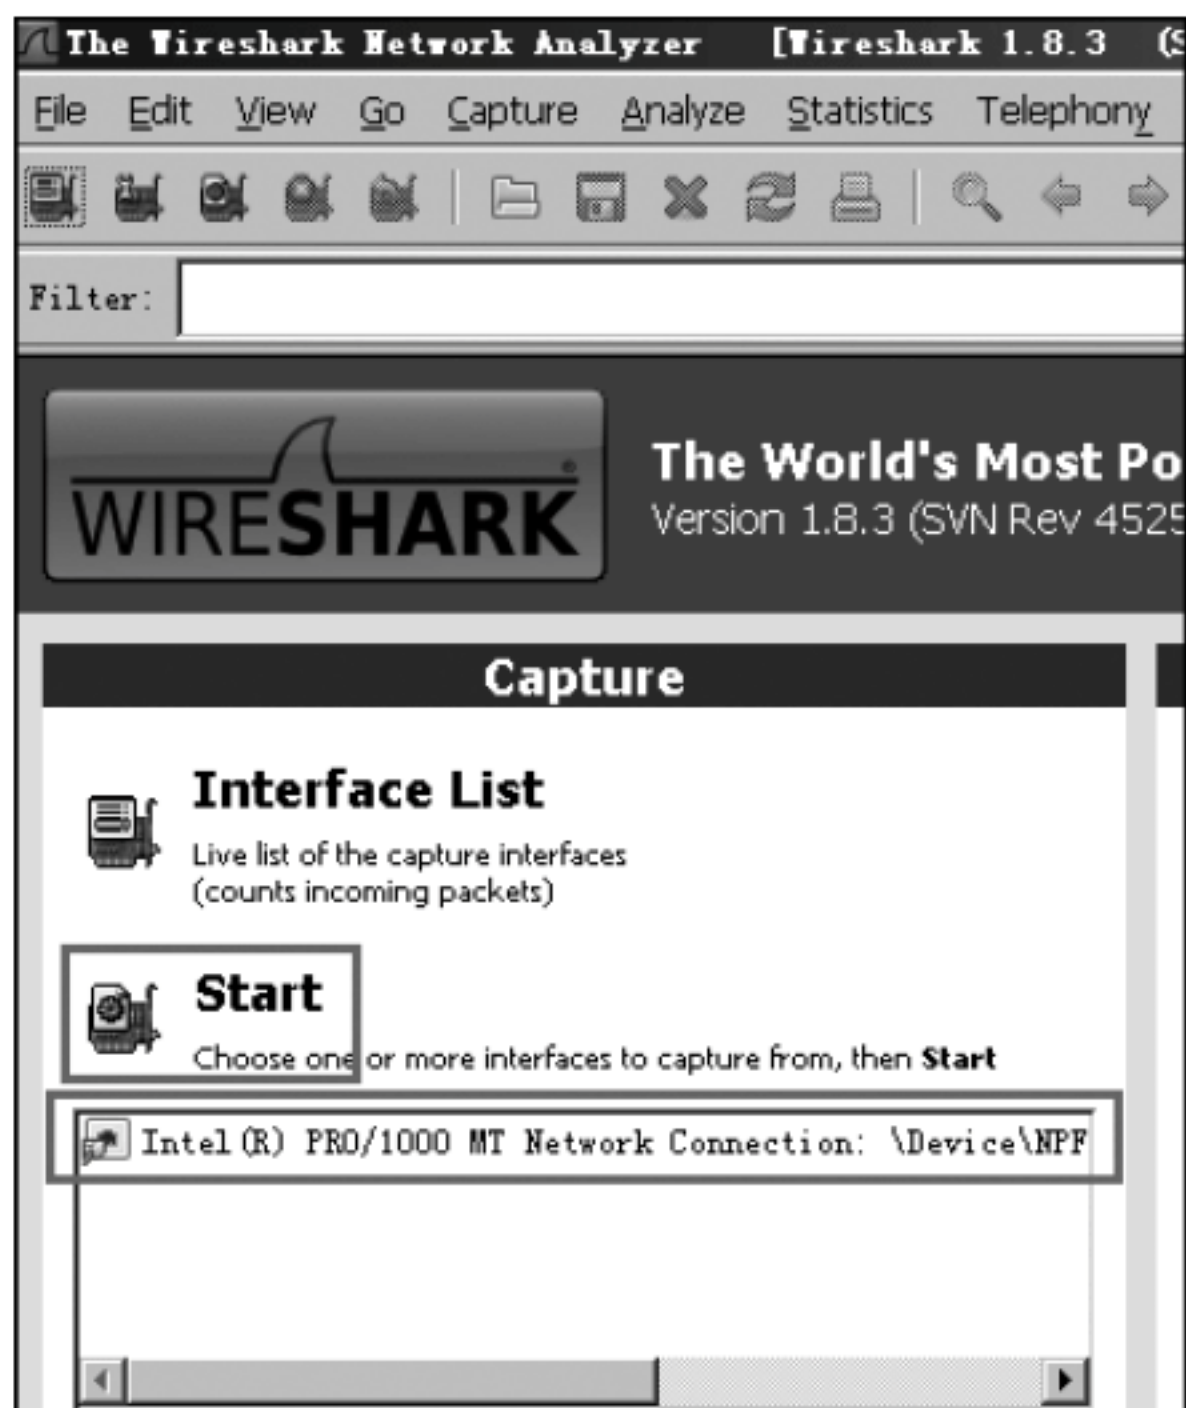 The Wireshark Network Analyzer [Wireshark 1.8.3 (S
File Edit View Go Capture Analyze Statistics Telephony
Filter:
WIRESHARK
The World's Most Po
Version 1.8.3 (SVN Rev 4525
Capture
Interface List
Live list of the capture interfaces
(counts incoming packets)
Start
Choose one or more interfaces to capture from, then Start
Intel(R) PRO/1000 MT Network Connection: \Device\NPF